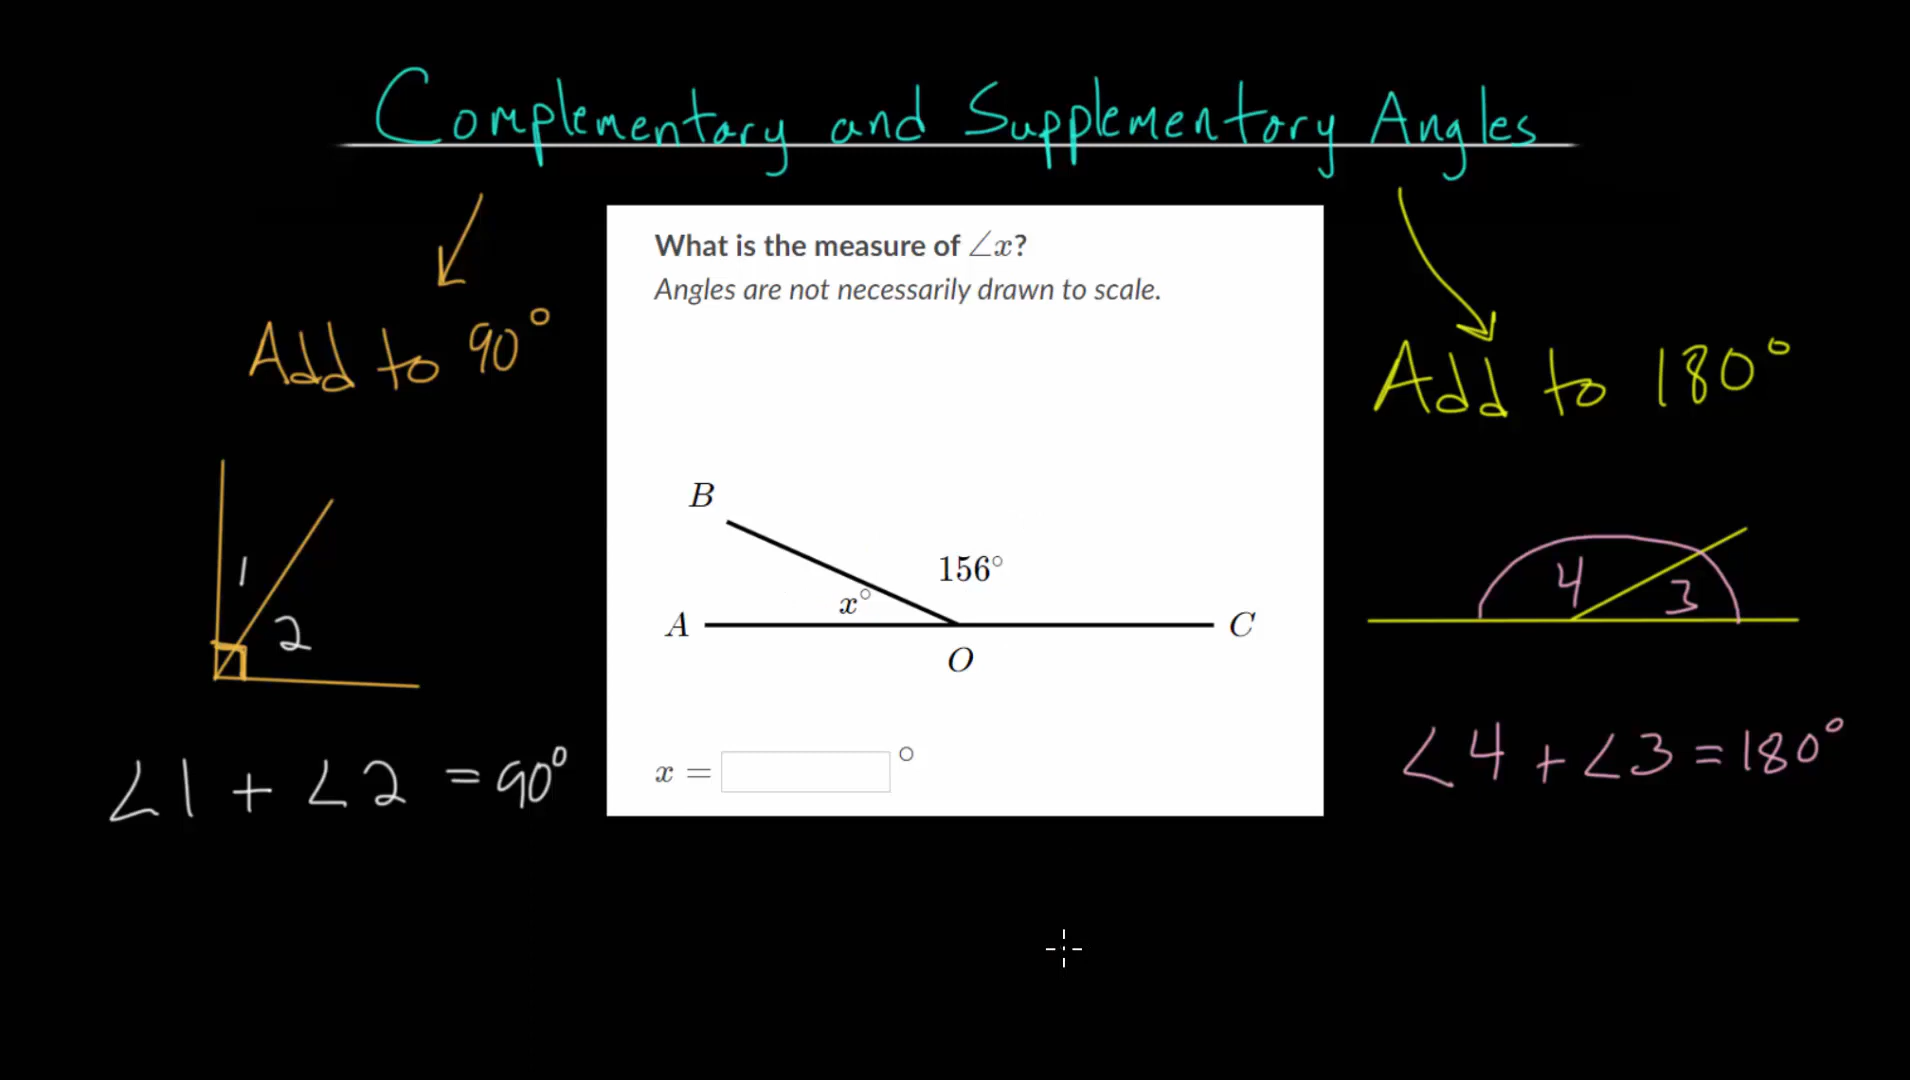 Complementary and Supplementary Angles
Add to 90°
1
2
∠1 + ∠2 = 90°
What is the measure of ∠x?
Angles are not necessarily drawn to scale.
B
156°
x°
A
C
O
x = °
Add to 180°
4
3
∠4 + ∠3 = 180°